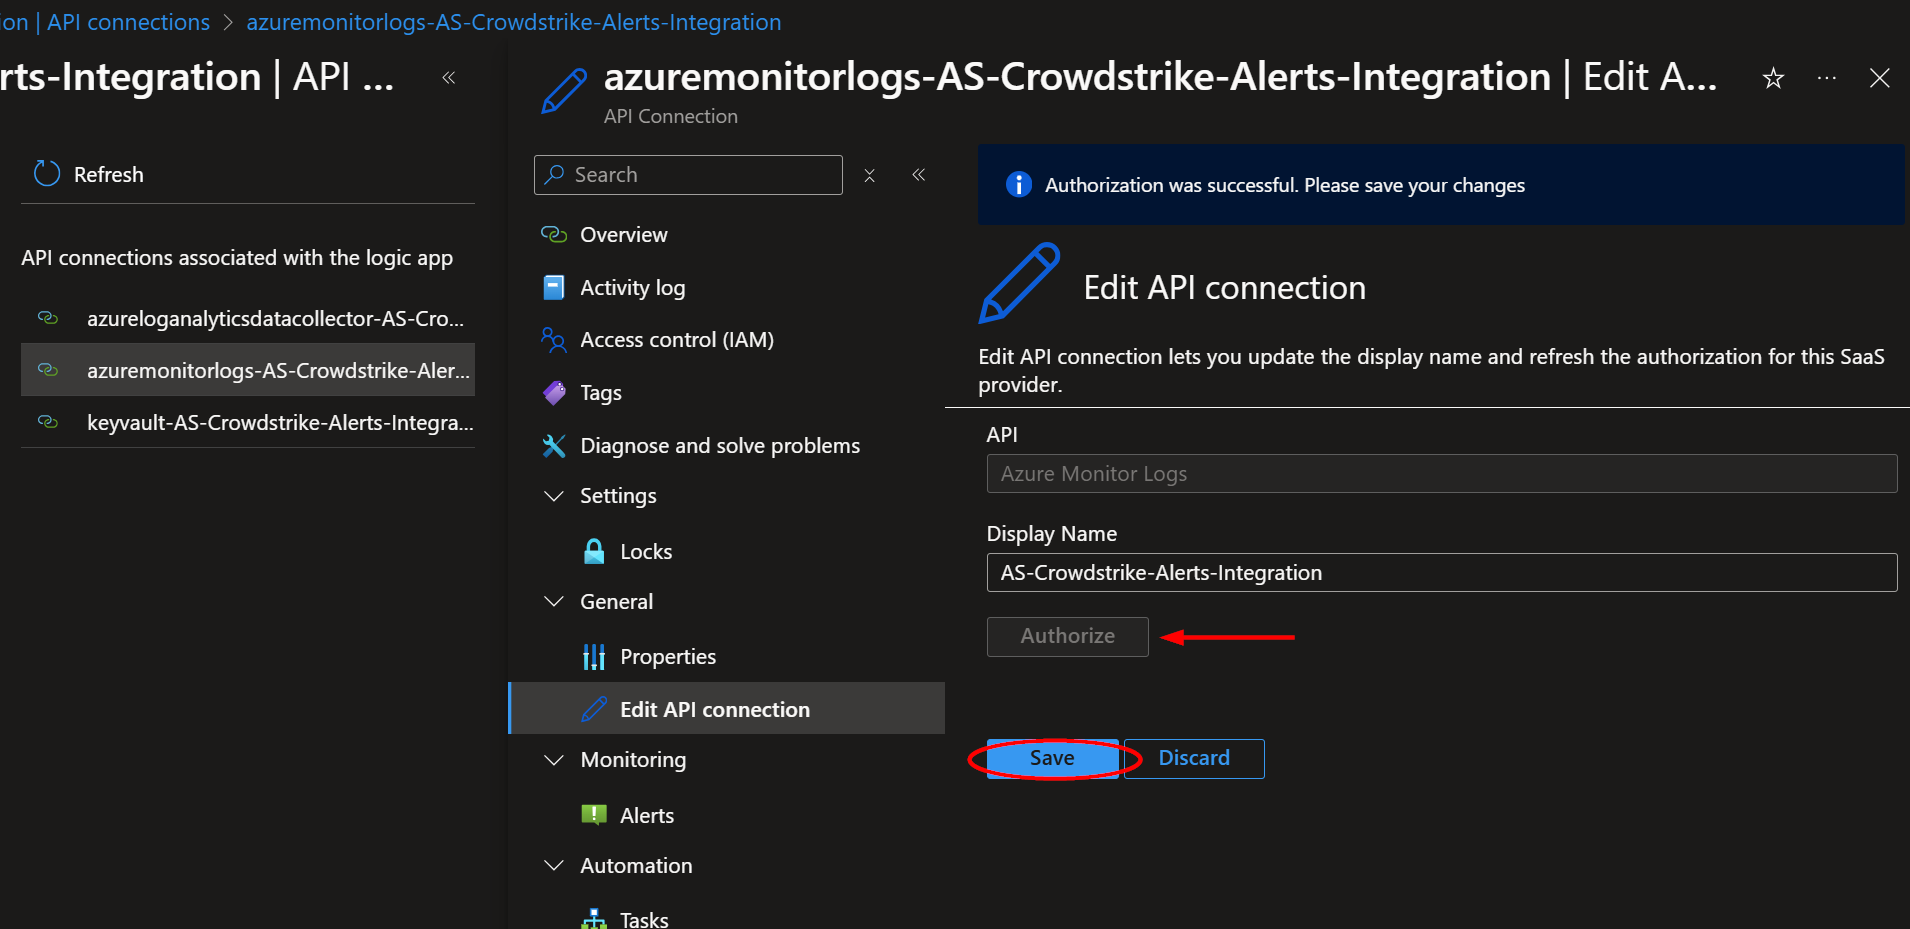 ion | API connections > azuremonitorlogs-AS-Crowdstrike-Alerts-Integration
rts-Integration | API ...
Refresh
API connections associated with the logic app
azureloganalyticsdatacollector-AS-Cro...
azuremonitorlogs-AS-Crowdstrike-Aler...
keyvault-AS-Crowdstrike-Alerts-Integra...
azuremonitorlogs-AS-Crowdstrike-Alerts-Integration | Edit A...
API Connection
Search
Overview
Activity log
Access control (IAM)
Tags
Diagnose and solve problems
Settings
Locks
General
Properties
Edit API connection
Monitoring
Alerts
Automation
Tasks
Authorization was successful. Please save your changes
Edit API connection
Edit API connection lets you update the display name and refresh the authorization for this SaaS
provider.
API
Azure Monitor Logs
Display Name
AS-Crowdstrike-Alerts-Integration
Authorize
Save Discard